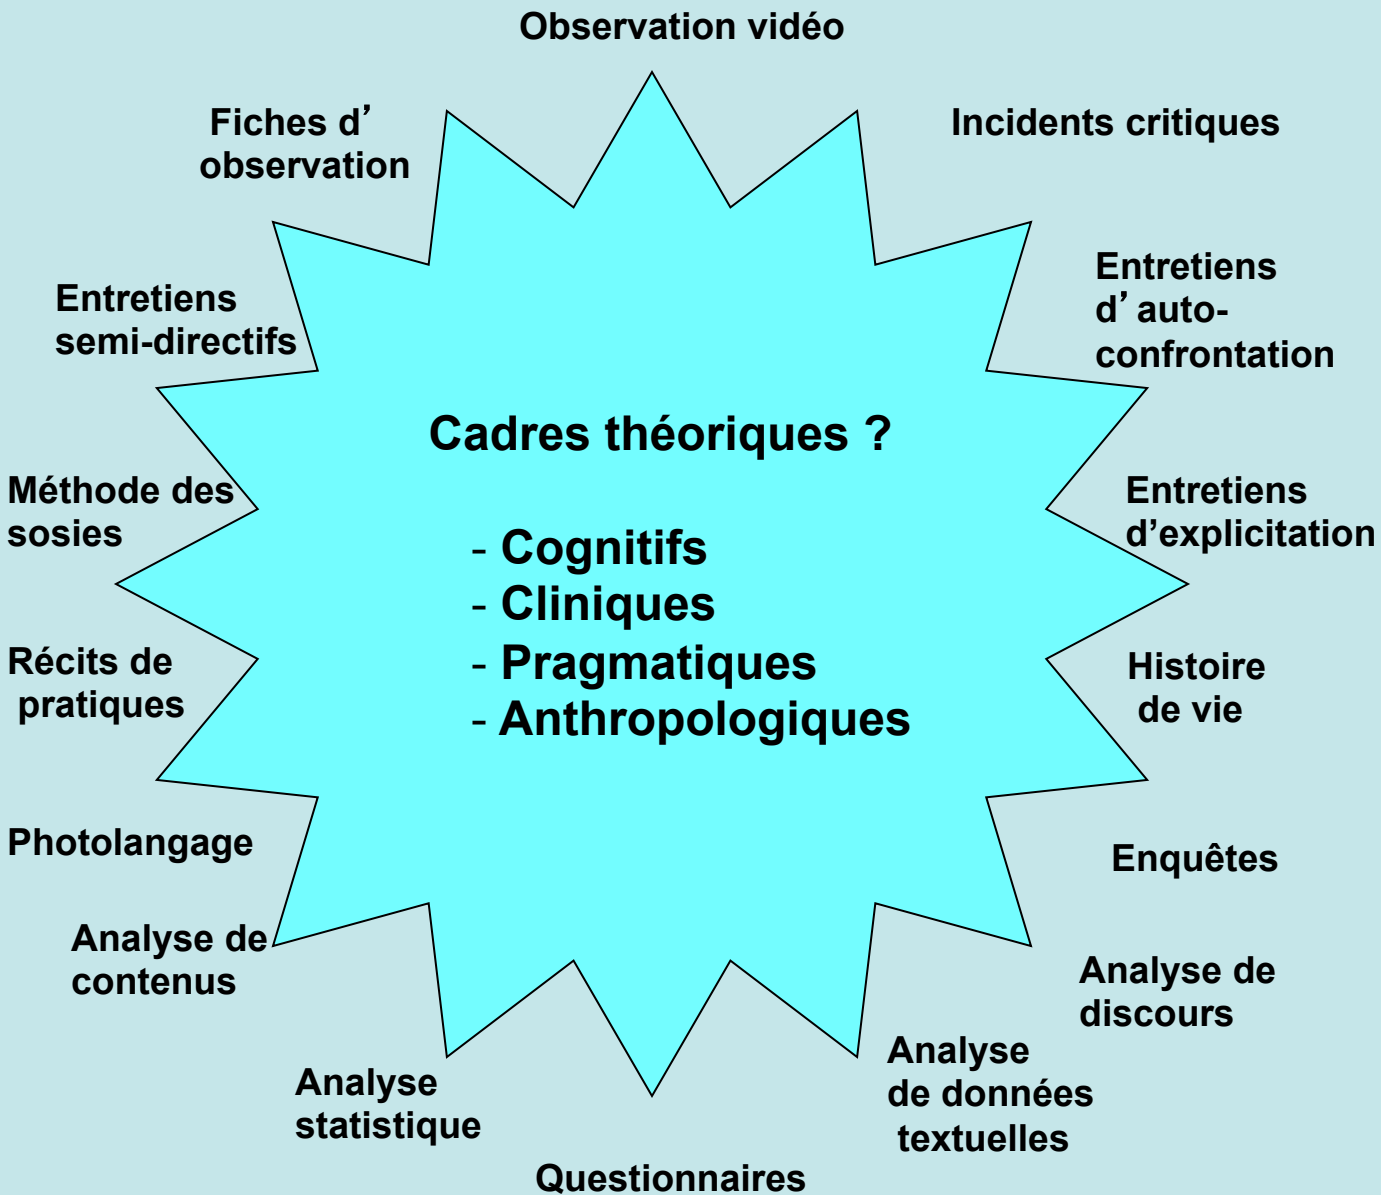 Observation vidéo
Fiches d’
observation
Incidents critiques
Entretiens
semi-directifs
Entretiens
d’auto-
confrontation
Cadres théoriques ?
- Cognitifs
- Cliniques
- Pragmatiques
- Anthropologiques
Méthode des
sosies
Entretiens
d’explicitation
Récits de
pratiques
Histoire
de vie
Photolangage
Enquêtes
Analyse de
contenus
Analyse de
discours
Analyse
statistique
Analyse
de données
textuelles
Questionnaires